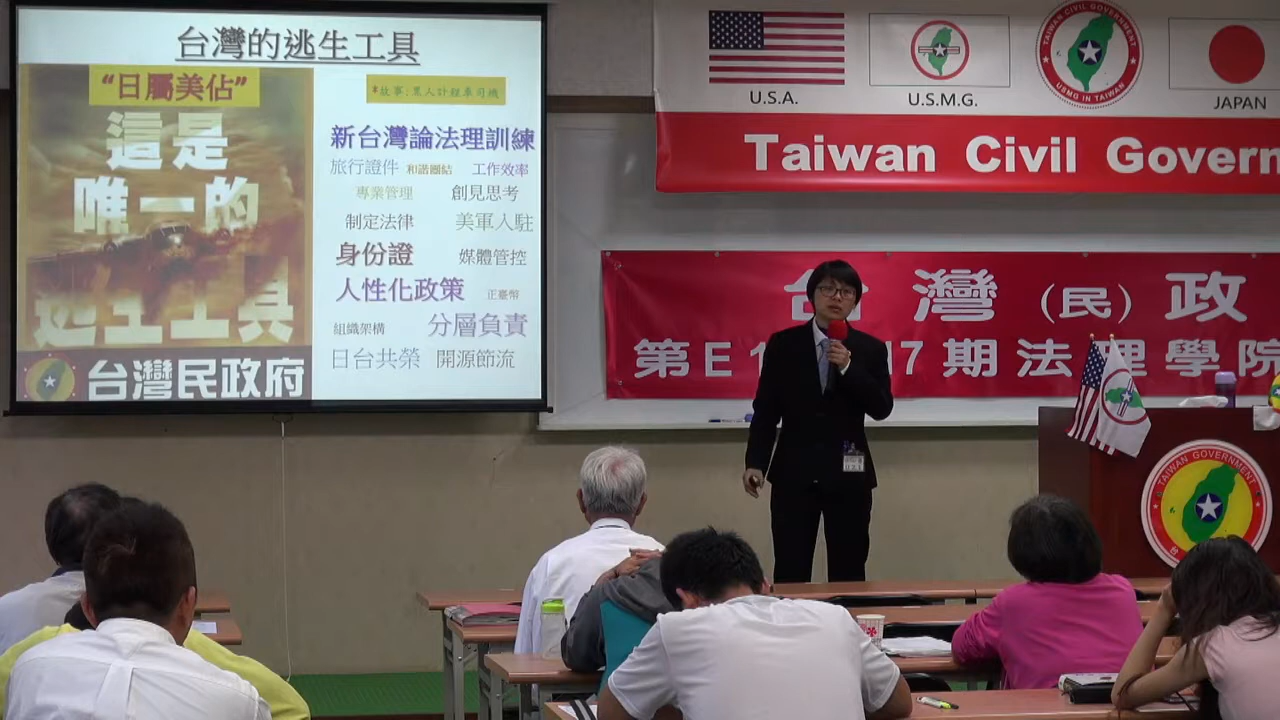 台灣的逃生工具
“日屬美佔”
這是
唯一的
逃生工具
台灣民政府
*故事:累人計程車司機
新台灣論法理訓練
旅行證件 和諧團結 工作效率
專業管理 創見思考
制定法律 美軍入駐
身份證 媒體管控
人性化政策 正臺幣
組織架構 分層負責
日台共榮 開源節流
U.S.A.
U.S.M.G.
TAIWAN CIVIL GOVERNMENT
USMG IN TAIWAN
JAPAN
Taiwan Civil Govern
台灣(民)政
第E1 17期法理學院
TAIWAN GOVERNMENT